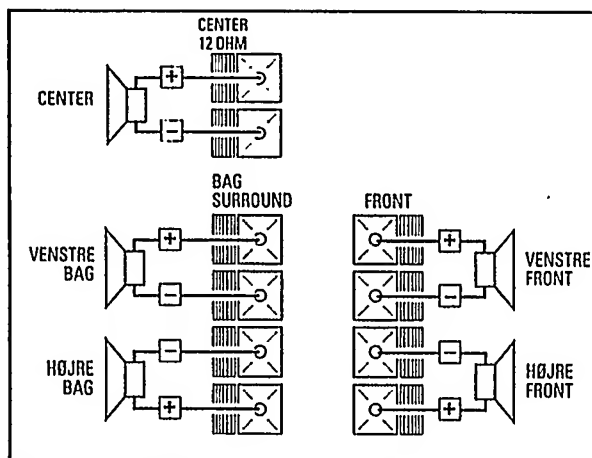 CENTER
12 OHM
CENTER
+
−
BAG
SURROUND
FRONT
VENSTRE
BAG
+
−
+
−
VENSTRE
FRONT
HØJRE
BAG
−
+
−
+
HØJRE
FRONT